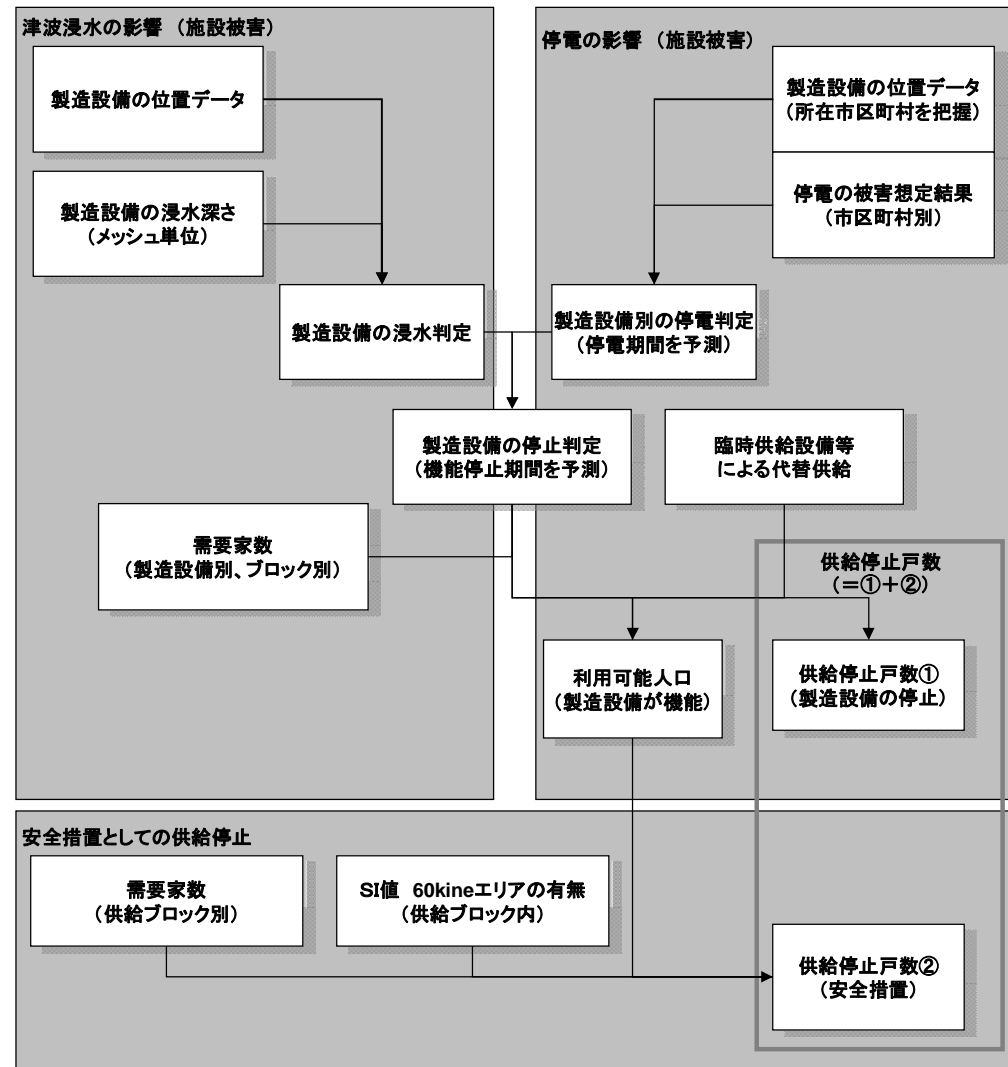 津波浸水の影響 （施設被害）
製造設備の位置データ
製造設備の浸水深さ
（メッシュ単位）
製造設備の浸水判定
停電の影響 （施設被害）
製造設備の位置データ
（所在市区町村を把握）
停電の被害想定結果
（市区町村別）
製造設備別の停電判定
（停電期間を予測）
製造設備の停止判定
（機能停止期間を予測）
臨時供給設備等
による代替供給
需要家数
（製造設備別、ブロック別）
供給停止戸数
（＝①＋②）
利用可能人口
（製造設備が機能）
供給停止戸数①
（製造設備の停止）
安全措置としての供給停止
需要家数
（供給ブロック別）
SI値 60kineエリアの有無
（供給ブロック内）
供給停止戸数②
（安全措置）